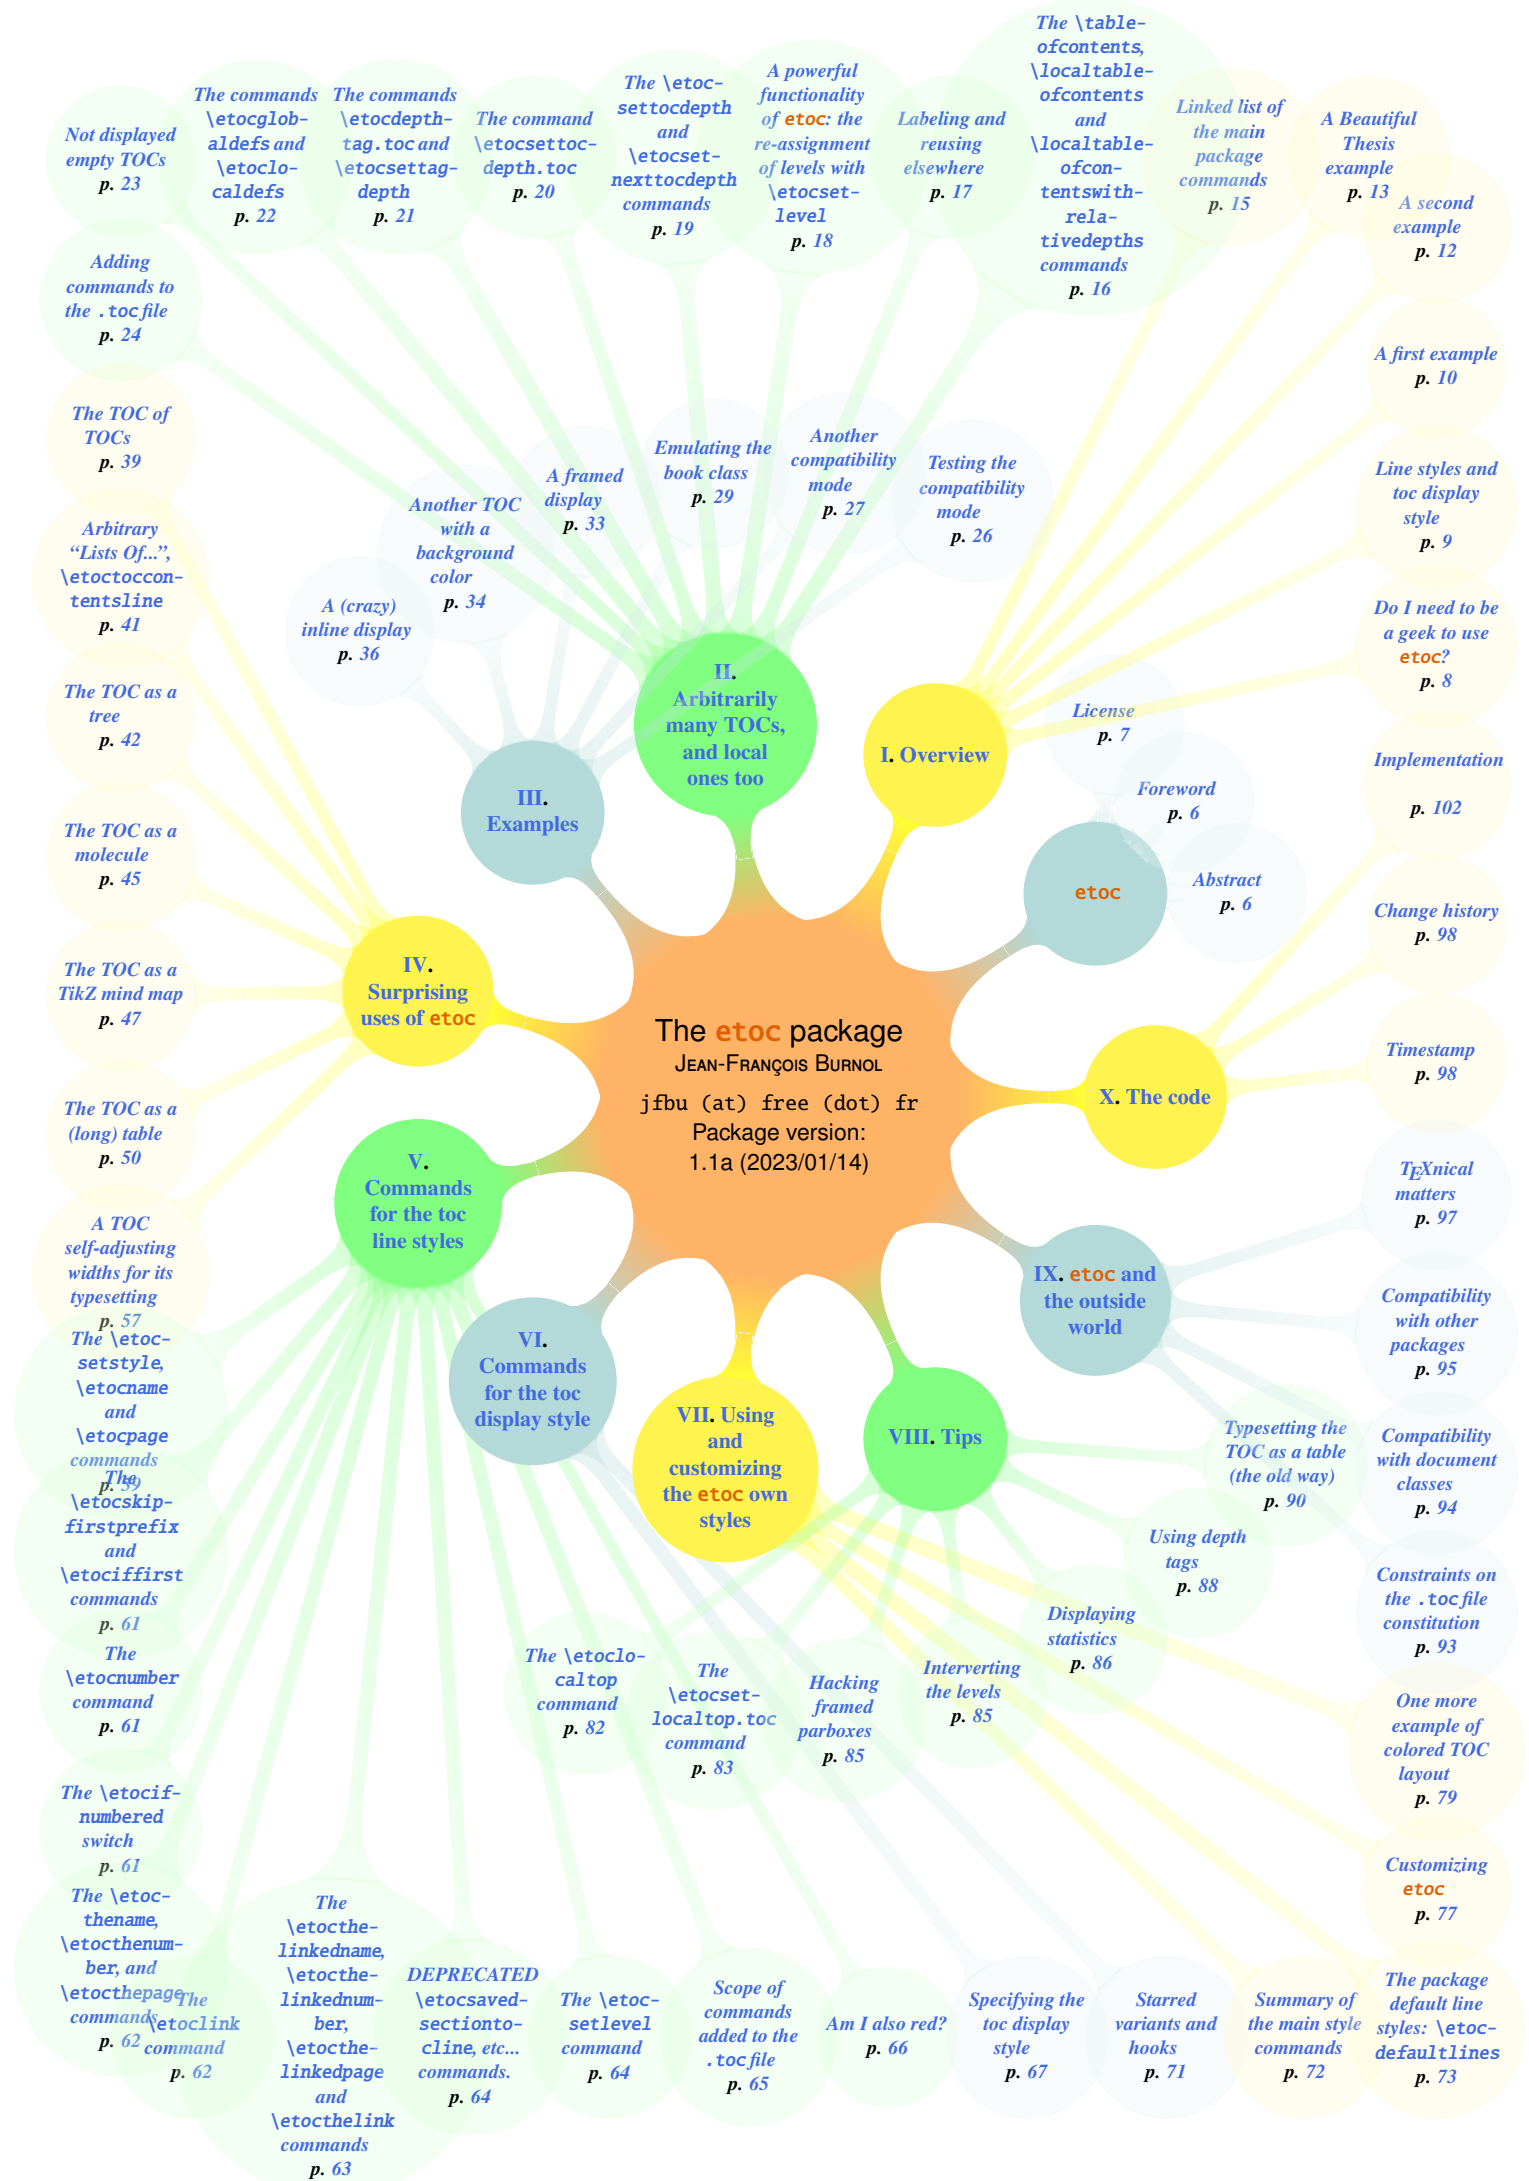 The etoc package
JEAN-FRANÇOIS BURNOL
jfbu (at) free (dot) fr
Package version:
1.1a (2023/01/14)
etoc
Abstract
p. 6
Foreword
p. 6
License
p. 7
I. Overview
Do I need to be
a geek to use
etoc?
p. 8
Line styles and
toc display
style
p. 9
A first example
p. 10
A second
example
p. 12
A Beautiful
Thesis
example
p. 13
Linked list of
the main
package
commands
p. 15
II.
Arbitrarily
many TOCs,
and local
ones too
The \table-
ofcontents,
\localtable-
ofcontents
and
\localtable-
ofcon-
tentswith-
rela-
tivedepths
commands
p. 16
Labeling and
reusing
elsewhere
p. 17
A powerful
functionality
of etoc: the
re-assignment
of levels with
\etocset-
level
p. 18
The \etoc-
settocdepth
and
\etocset-
nexttocdepth
commands
p. 19
The command
\etocsettoc-
depth.toc
p. 20
The commands
\etocdepth-
tag.toc and
\etocsettag-
depth
p. 21
The commands
\etocglob-
aldefs and
\etoclo-
caldefs
p. 22
Not displayed
empty TOCs
p. 23
Adding
commands to
the .toc file
p. 24
III.
Examples
Testing the
compatibility
mode
p. 26
Another
compatibility
mode
p. 27
Emulating the
book class
p. 29
A framed
display
p. 33
Another TOC
with a
background
color
p. 34
A (crazy)
inline display
p. 36
IV.
Surprising
uses of etoc
The TOC of
TOCs
p. 39
Arbitrary
“Lists Of...”,
\etoctoccon-
tentsline
p. 41
The TOC as a
tree
p. 42
The TOC as a
molecule
p. 45
The TOC as a
TikZ mind map
p. 47
The TOC as a
(long) table
p. 50
A TOC
self-adjusting
widths for its
typesetting
p. 57
V.
Commands
for the toc
line styles
The \etoc-
setstyle,
\etocname
and
\etocpage
commands
p. 59
The
\etocskip-
firstprefix
and
\etociffirst
commands
p. 61
The
\etocnumber
command
p. 61
The \etocif-
numbered
switch
p. 61
The \etoc-
thename,
\etocthenum-
ber, and
\etocthepage
commands
p. 62
The
\etoclink
command
p. 62
The
\etocthe-
linkedname,
\etocthe-
linkednum-
ber,
\etocthe-
linkedpage
and
\etocthelink
commands
p. 63
DEPRECATED
\etocsaved-
sectionto-
cline, etc...
commands.
p. 64
The \etoc-
setlevel
command
p. 64
Scope of
commands
added to the
.toc file
p. 65
Am I also red?
p. 66
VI.
Commands
for the toc
display style
Specifying the
toc display
style
p. 67
Starred
variants and
hooks
p. 71
VII. Using
and
customizing
the etoc own
styles
Summary of
the main style
commands
p. 72
The package
default line
styles: \etoc-
defaultlines
p. 73
Customizing
etoc
p. 77
One more
example of
colored TOC
layout
p. 79
VIII. Tips
The \etoclo-
caltop
command
p. 82
The
\etocset-
localtop.toc
command
p. 83
Hacking
framed
parboxes
p. 85
Interverting
the levels
p. 85
Displaying
statistics
p. 86
Using depth
tags
p. 88
Typesetting the
TOC as a table
(the old way)
p. 90
IX. etoc and
the outside
world
Constraints on
the .toc file
constitution
p. 93
Compatibility
with document
classes
p. 94
Compatibility
with other
packages
p. 95
TEXnical
matters
p. 97
X. The code
Timestamp
p. 98
Change history
p. 98
Implementation
p. 102